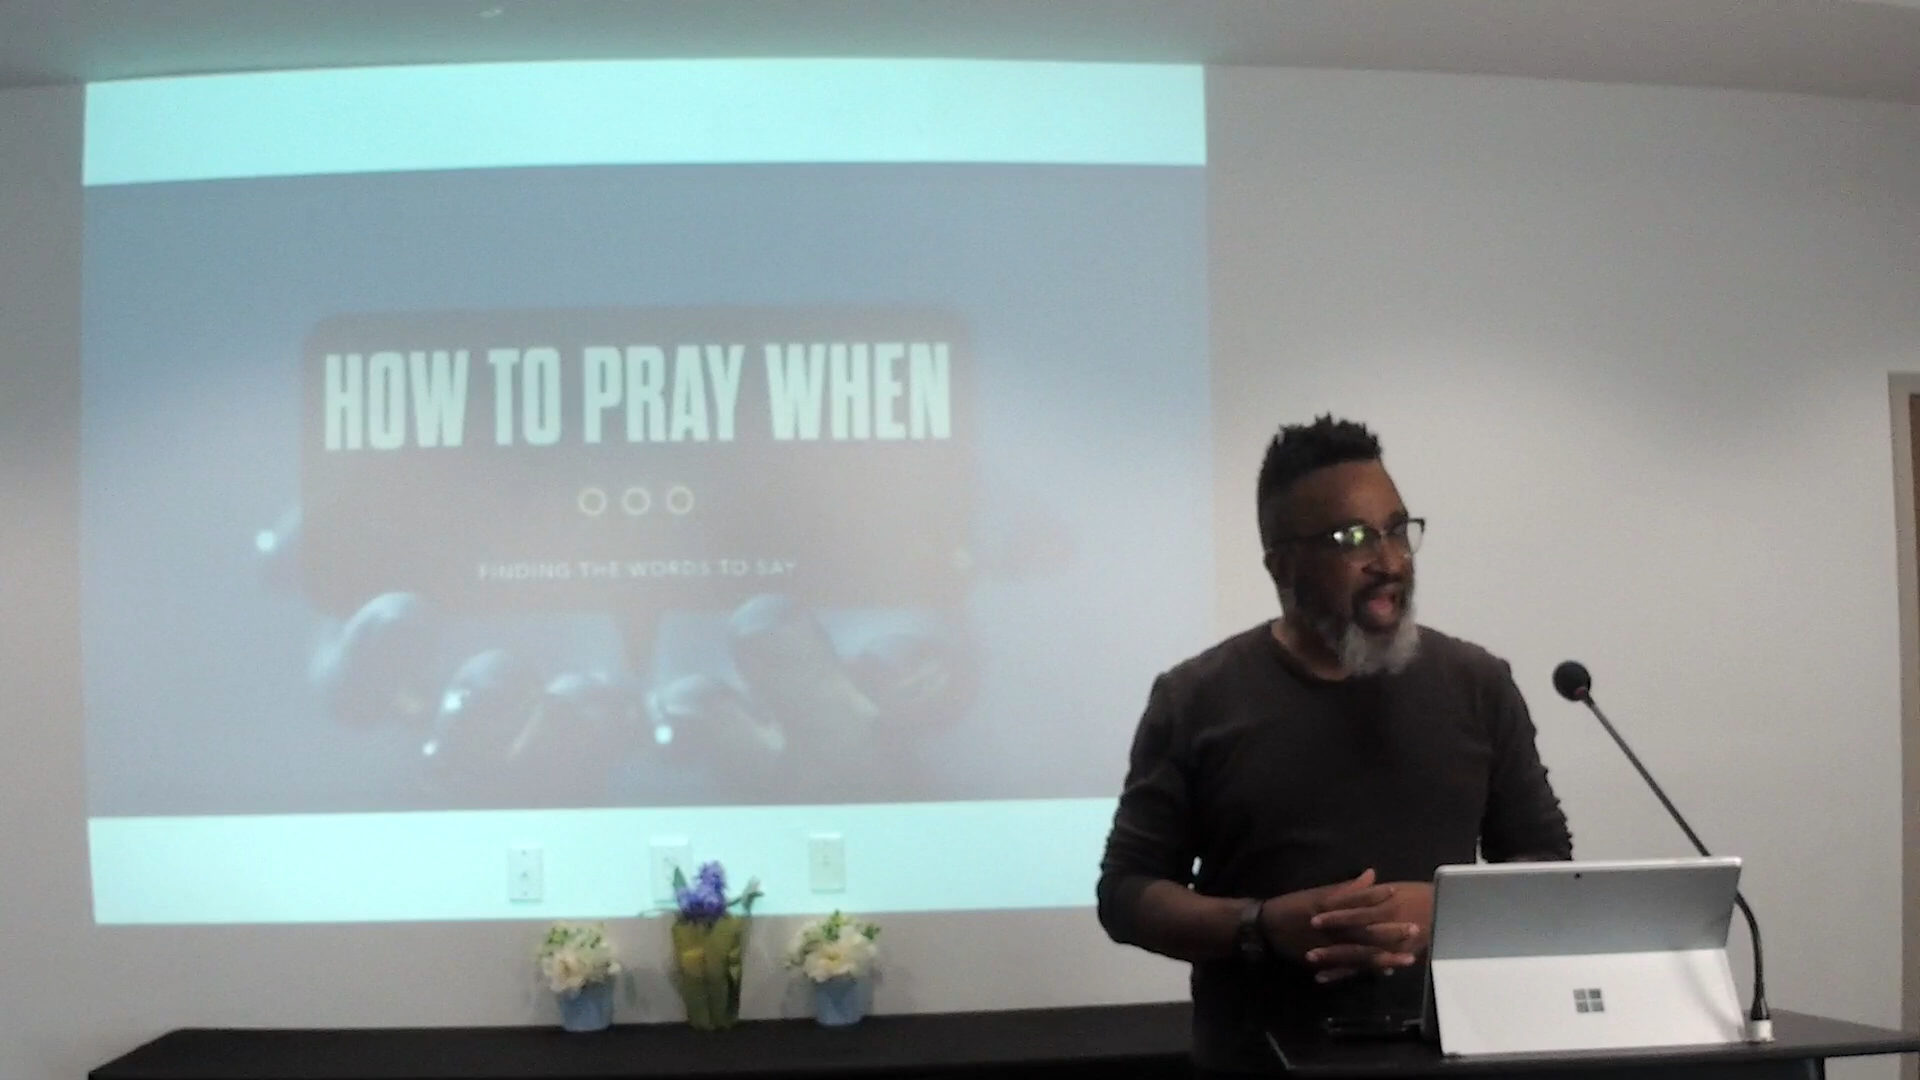 HOW TO PRAY WHEN
○○○
FINDING THE WORDS TO SAY